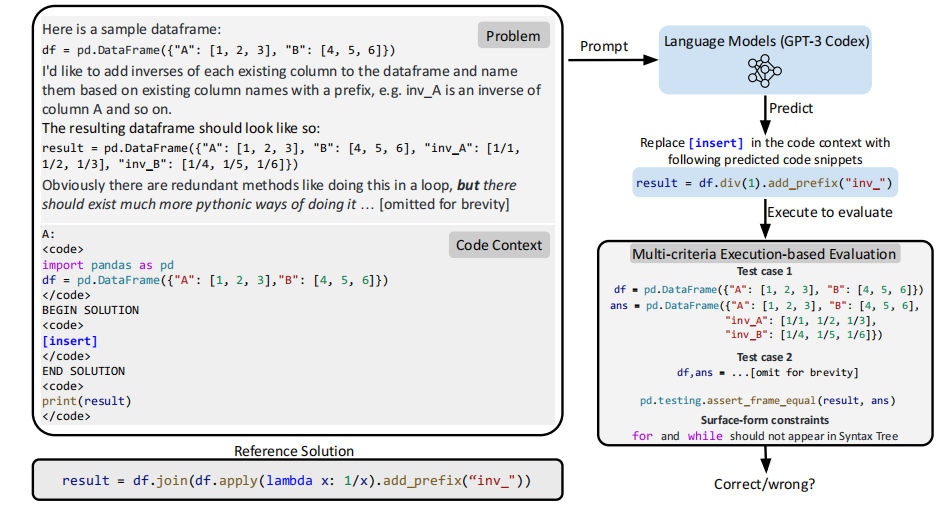 Here is a sample dataframe:
Problem
df = pd.DataFrame({"A": [1, 2, 3], "B": [4, 5, 6]})
I'd like to add inverses of each existing column to the dataframe and name
them based on existing column names with a prefix, e.g. inv_A is an inverse of
column A and so on.
The resulting dataframe should look like so:
result = pd.DataFrame({"A": [1, 2, 3], "B": [4, 5, 6], "inv_A": [1/1,
1/2, 1/3], "inv_B": [1/4, 1/5, 1/6]})
Obviously there are redundant methods like doing this in a loop, but there
should exist much more pythonic ways of doing it … [omitted for brevity]
A:
Code Context
<code>
import pandas as pd
df = pd.DataFrame({"A": [1, 2, 3],"B": [4, 5, 6]})
</code>
BEGIN SOLUTION
<code>
[insert]
</code>
END SOLUTION
<code>
print(result)
</code>
Reference Solution
result = df.join(df.apply(lambda x: 1/x).add_prefix(“inv_"))
Prompt
Language Models (GPT-3 Codex)
Predict
Replace [insert] in the code context with
following predicted code snippets
result = df.div(1).add_prefix("inv_")
Execute to evaluate
Multi-criteria Execution-based Evaluation
Test case 1
df = pd.DataFrame({"A": [1, 2, 3], "B": [4, 5, 6]})
ans = pd.DataFrame({"A": [1, 2, 3], "B": [4, 5, 6],
"inv_A": [1/1, 1/2, 1/3],
"inv_B": [1/4, 1/5, 1/6]})
Test case 2
df,ans = ...[omit for brevity]
pd.testing.assert_frame_equal(result, ans)
Surface-form constraints
for and while should not appear in Syntax Tree
Correct/wrong?